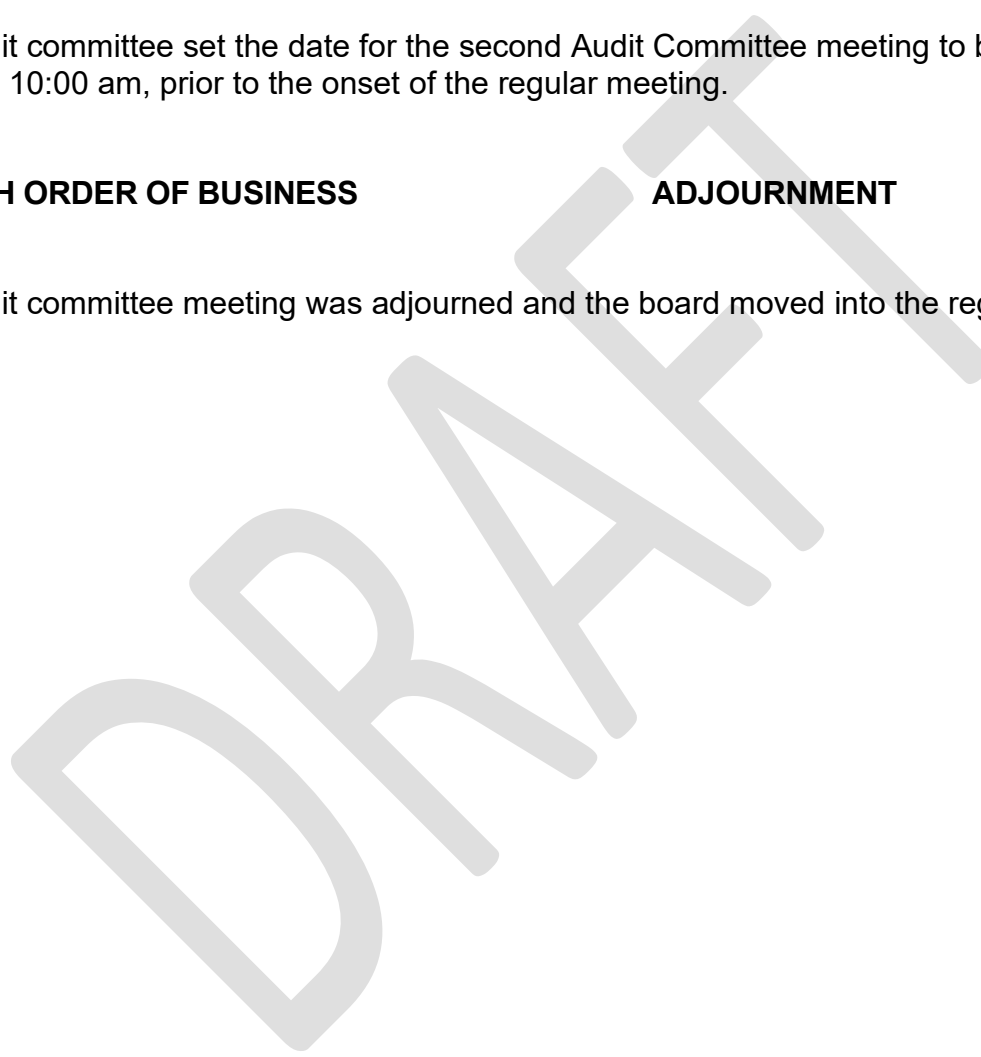 it committee set the date for the second Audit Committee meeting to b
10:00 am, prior to the onset of the regular meeting.
H ORDER OF BUSINESS ADJOURNMENT
it committee meeting was adjourned and the board moved into the reg
DRAFT